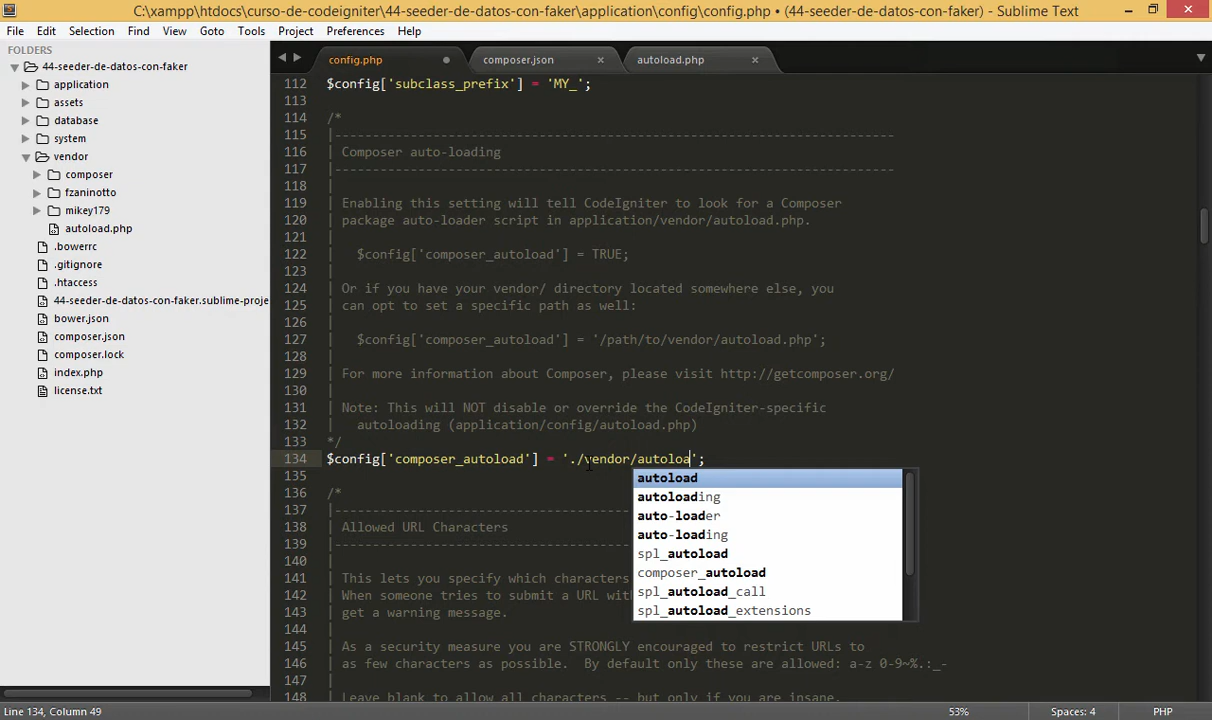 C:\xampp\htdocs\curso-de-codeigniter\44-seeder-de-datos-con-faker\application\config\config.php • (44-seeder-de-datos-con-faker) - Sublime Text
File Edit Selection Find View Goto Tools Project Preferences Help
FOLDERS
44-seeder-de-datos-con-faker
application
assets
database
system
vendor
composer
fzaninotto
mikey179
autoload.php
.bowerrc
.gitignore
.htaccess
44-seeder-de-datos-con-faker.sublime-proje
bower.json
composer.json
composer.lock
index.php
license.txt
config.php composer.json autoload.php
112 $config['subclass_prefix'] = 'MY_';
113
114 /*
115 |--------------------------------------------------------------------------
116 | Composer auto-loading
117 |--------------------------------------------------------------------------
118 |
119 | Enabling this setting will tell CodeIgniter to look for a Composer
120 | package auto-loader script in application/vendor/autoload.php.
121 |
122 |   $config['composer_autoload'] = TRUE;
123 |
124 | Or if you have your vendor/ directory located somewhere else, you
125 | can opt to set a specific path as well:
126 |
127 |   $config['composer_autoload'] = '/path/to/vendor/autoload.php';
128 |
129 | For more information about Composer, please visit http://getcomposer.org/
130 |
131 | Note: This will NOT disable or override the CodeIgniter-specific
132 |   autoloading (application/config/autoload.php)
133 */
134 $config['composer_autoload'] = './vendor/autoloa';
135
136 /*
137 |--------------------------------------
138 | Allowed URL Characters
139 |--------------------------------------
140 |
141 | This lets you specify which characters
142 | When someone tries to submit a URL wit
143 | get a warning message.
144 |
145 | As a security measure you are STRONGLY encouraged to restrict URLs to
146 | as few characters as possible.  By default only these are allowed: a-z 0-9~%.:_-
147 |
148 | Leave blank to allow all characters -- but only if you are insane.
autoload
autoloading
auto-loader
auto-loading
spl_autoload
composer_autoload
spl_autoload_call
spl_autoload_extensions
Line 134, Column 49 53% Spaces: 4 PHP